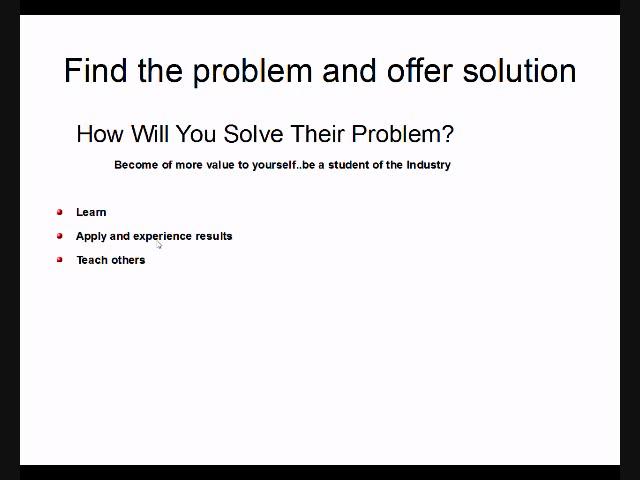 Find the problem and offer solution
How Will You Solve Their Problem?
Become of more value to yourself..be a student of the Industry
Learn
Apply and experience results
Teach others